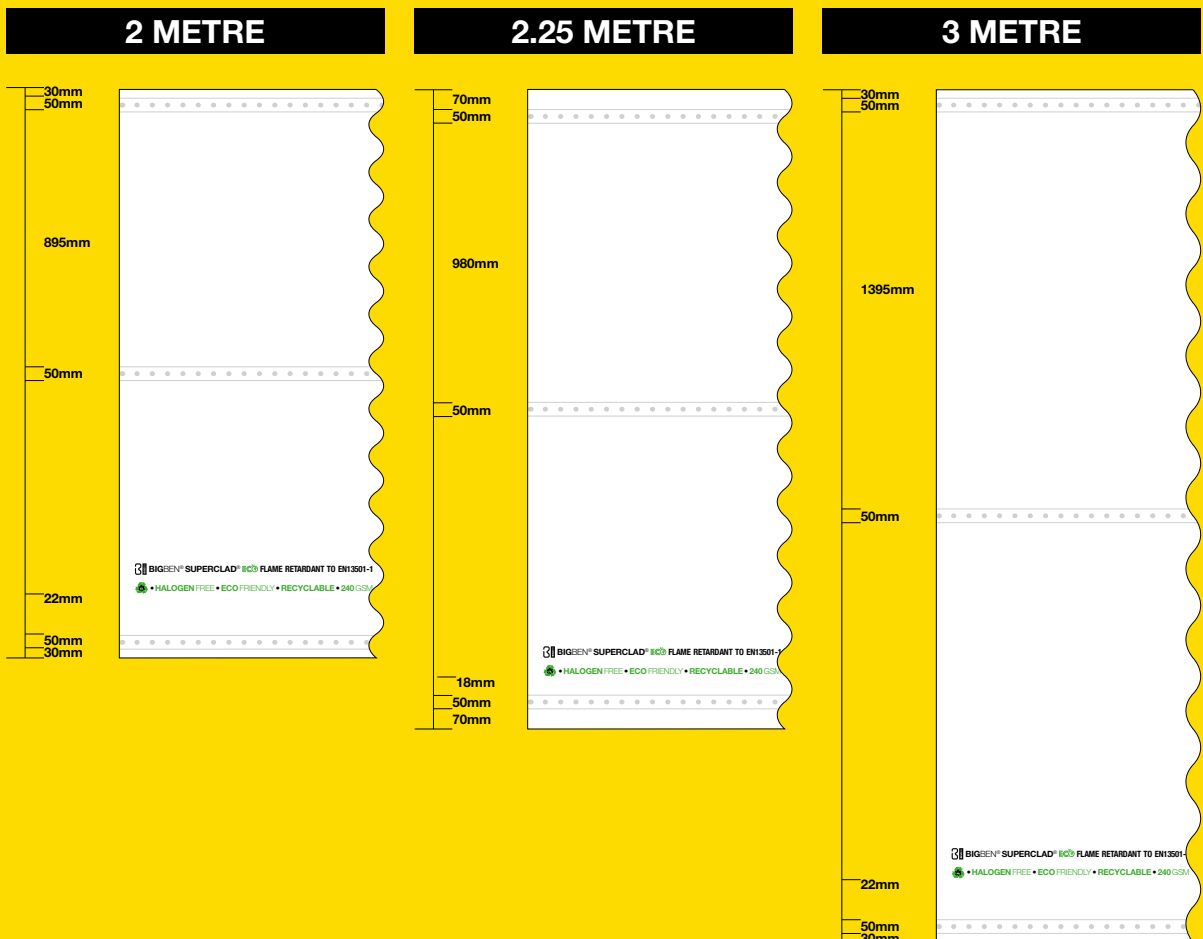 2 METRE
30mm
50mm
895mm
50mm
BIGBEN® SUPERCLAD® ECO FLAME RETARDANT TO EN13501-1
• HALOGEN FREE • ECO FRIENDLY • RECYCLABLE • 240 GSM
22mm
50mm
30mm
2.25 METRE
70mm
50mm
980mm
50mm
BIGBEN® SUPERCLAD® ECO FLAME RETARDANT TO EN13501-1
• HALOGEN FREE • ECO FRIENDLY • RECYCLABLE • 240 GSM
18mm
50mm
70mm
3 METRE
30mm
50mm
1395mm
50mm
BIGBEN® SUPERCLAD® ECO FLAME RETARDANT TO EN13501-
• HALOGEN FREE • ECO FRIENDLY • RECYCLABLE • 240 GSM
22mm
50mm
30mm